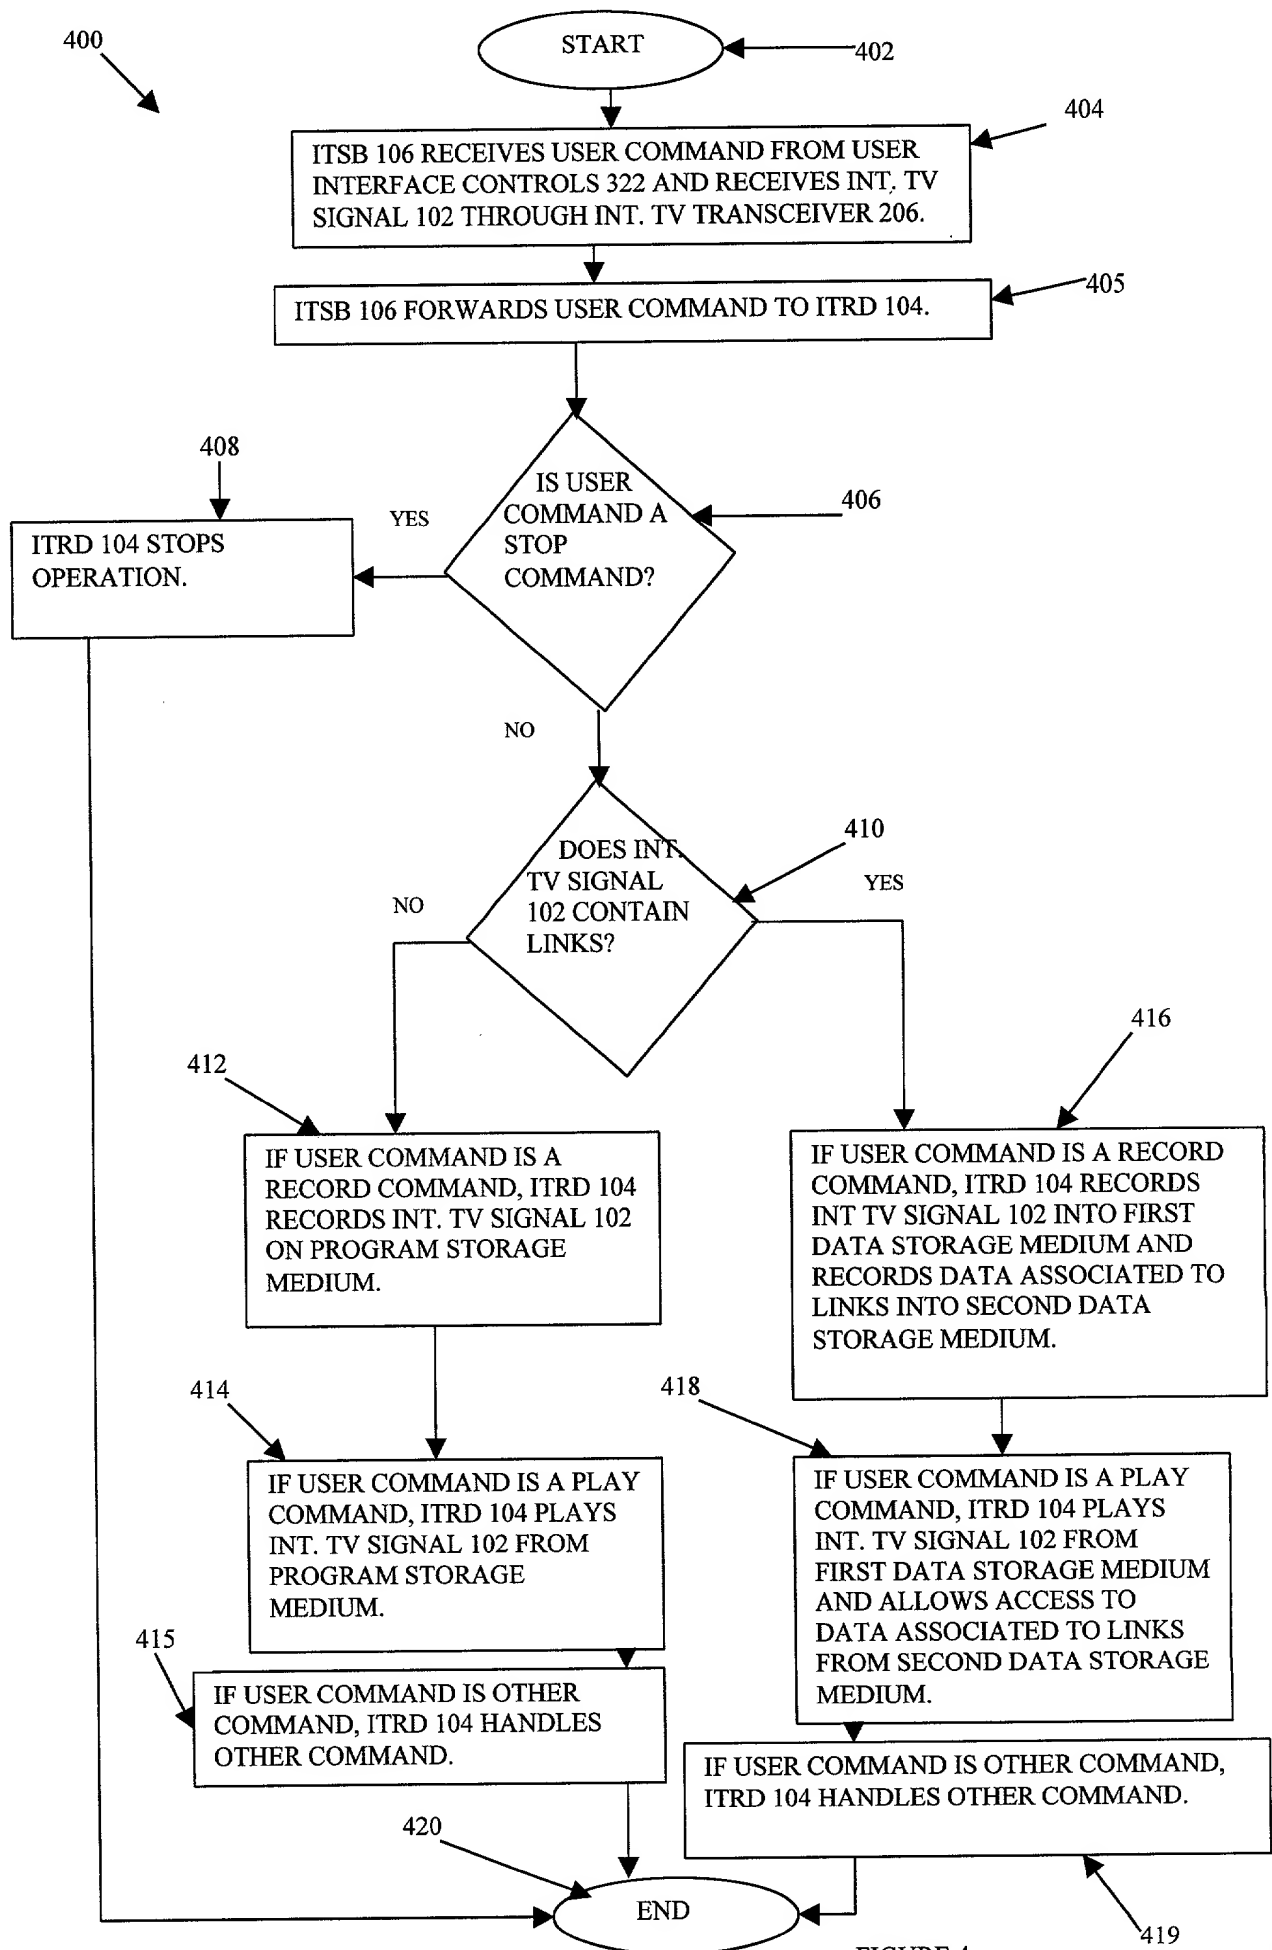 400
START
402
404
ITSB 106 RECEIVES USER COMMAND FROM USER
INTERFACE CONTROLS 322 AND RECEIVES INT. TV
SIGNAL 102 THROUGH INT. TV TRANSCEIVER 206.
405
ITSB 106 FORWARDS USER COMMAND TO ITRD 104.
408
IS USER
COMMAND A
STOP
COMMAND?
406
YES
ITRD 104 STOPS
OPERATION.
NO
410
DOES INT.
TV SIGNAL
102 CONTAIN
LINKS?
YES
NO
416
412
IF USER COMMAND IS A
RECORD COMMAND, ITRD 104
RECORDS INT. TV SIGNAL 102
ON PROGRAM STORAGE
MEDIUM.
IF USER COMMAND IS A RECORD
COMMAND, ITRD 104 RECORDS
INT TV SIGNAL 102 INTO FIRST
DATA STORAGE MEDIUM AND
RECORDS DATA ASSOCIATED TO
LINKS INTO SECOND DATA
STORAGE MEDIUM.
414
418
IF USER COMMAND IS A PLAY
COMMAND, ITRD 104 PLAYS
INT. TV SIGNAL 102 FROM
PROGRAM STORAGE
MEDIUM.
IF USER COMMAND IS A PLAY
COMMAND, ITRD 104 PLAYS
INT. TV SIGNAL 102 FROM
FIRST DATA STORAGE MEDIUM
AND ALLOWS ACCESS TO
DATA ASSOCIATED TO LINKS
FROM SECOND DATA STORAGE
MEDIUM.
415
IF USER COMMAND IS OTHER
COMMAND, ITRD 104 HANDLES
OTHER COMMAND.
IF USER COMMAND IS OTHER COMMAND,
ITRD 104 HANDLES OTHER COMMAND.
420
END
419
FIGURE 4